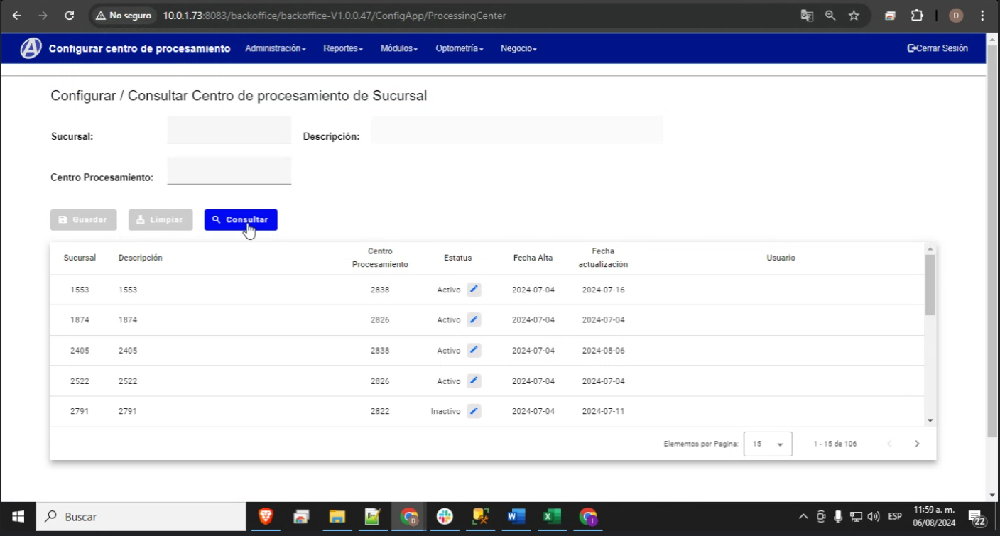 No seguro 10.0.1.73:8083/backoffice/backoffice-V1.0.0.47/ConfigApp/ProcessingCenter D
A Configurar centro de procesamiento Administración Reportes Módulos Optometría Negocio Cerrar Sesión
Configurar / Consultar Centro de procesamiento de Sucursal
Sucursal: Descripción:
Centro Procesamiento:
Guardar Limpiar Consultar
Sucursal Descripción Centro Procesamiento Estatus Fecha Alta Fecha actualización Usuario
1553 1553 2838 Activo 2024-07-04 2024-07-16
1874 1874 2826 Activo 2024-07-04 2024-07-04
2405 2405 2838 Activo 2024-07-04 2024-08-06
2522 2522 2826 Activo 2024-07-04 2024-07-04
2791 2791 2822 Inactivo 2024-07-04 2024-07-11
Elementos por Pagina: 15 1 - 15 de 106
Buscar ESP 11:59 a. m.
06/08/2024 22